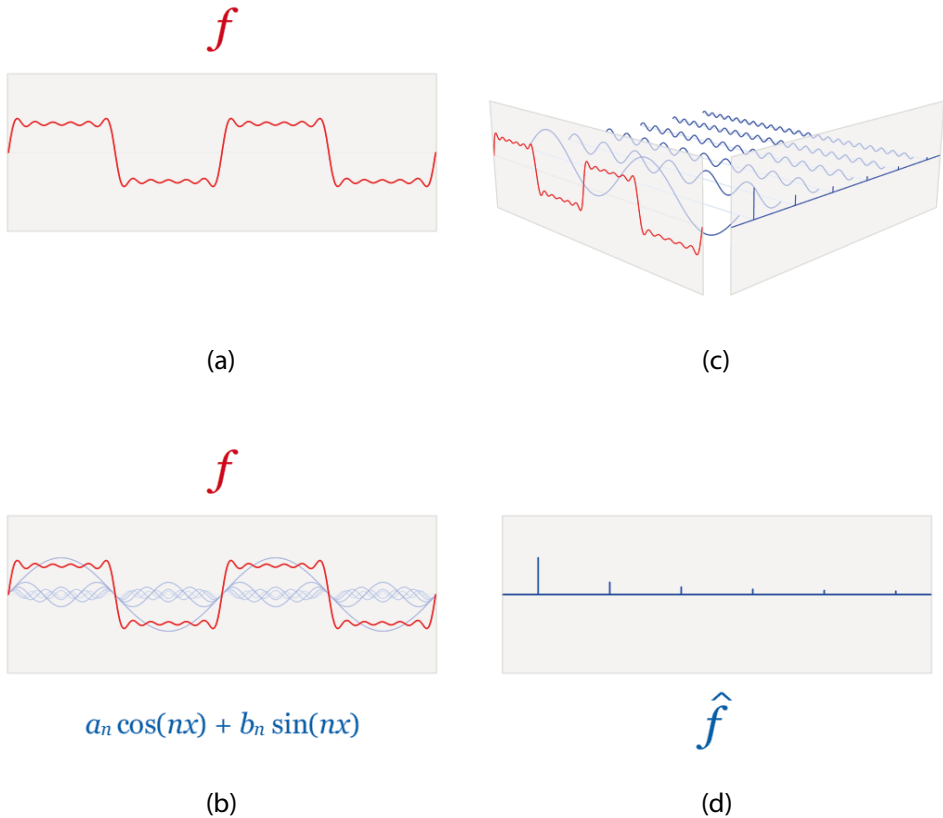 f
(a)
(c)
f
aₙ cos(nx) + bₙ sin(nx)
(b)
f̂
(d)